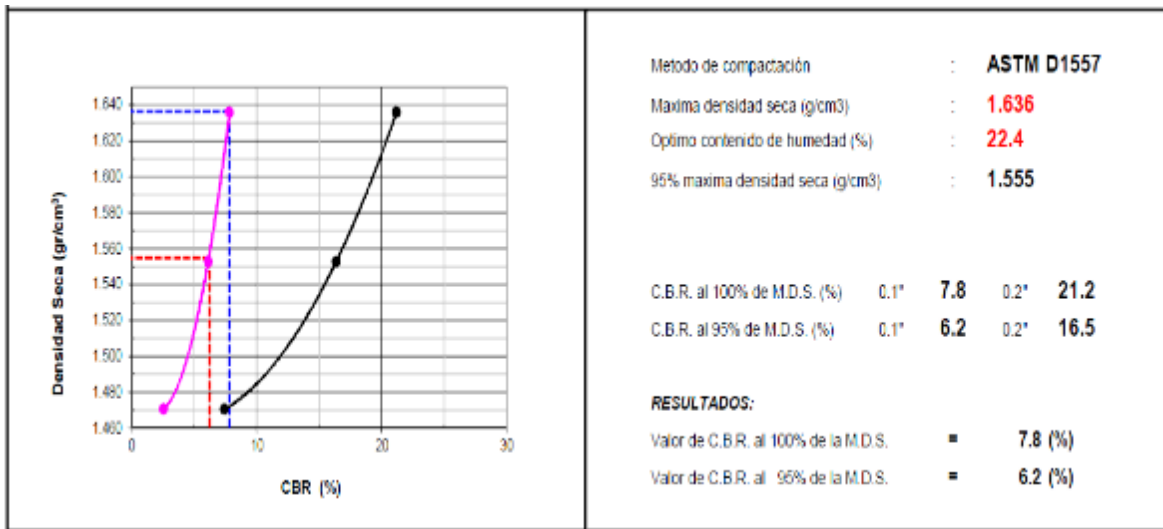 Densidad Seca (gr/cm³)
1.640
1.620
1.600
1.580
1.560
1.540
1.520
1.500
1.480
1.460
0 10 20 30
CBR (%)
Metodo de compactación : ASTM D1557
Maxima densidad seca (g/cm3) : 1.636
Optimo contenido de humedad (%) : 22.4
95% maxima densidad seca (g/cm3) : 1.555
C.B.R. al 100% de M.D.S. (%) 0.1" 7.8 0.2" 21.2
C.B.R. al 95% de M.D.S. (%) 0.1" 6.2 0.2" 16.5
RESULTADOS:
Valor de C.B.R. al 100% de la M.D.S. = 7.8 (%)
Valor de C.B.R. al 95% de la M.D.S. = 6.2 (%)